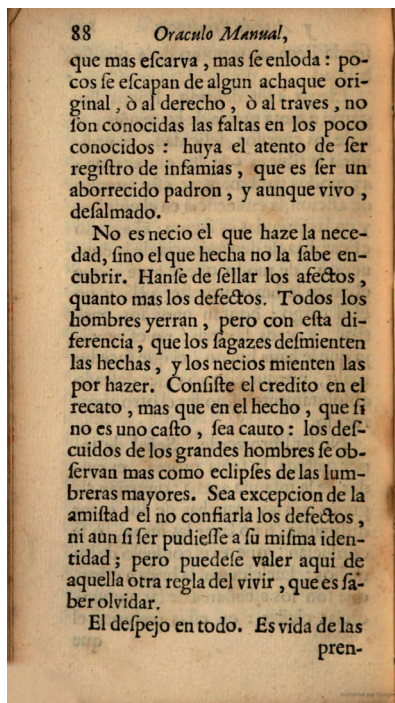 88 Oraculo Manual,
que mas eſcarva , mas ſe enloda : po-
cos ſe eſcapan de algun achaque ori-
ginal , ò al derecho , ò al traves , no
ſon conocidas las faltas en los poco
conocidos : huya el atento de ſer
regiſtro de infamias , que es ſer un
aborrecido padron , y aunque vivo ,
deſalmado.
No es necio el que haze la nece-
dad, ſino el que hecha no la ſabe en-
cubrir. Hanſe de ſellar los afectos ,
quanto mas los defectos. Todos los
hombres yerran , pero con eſta di-
ferencia , que los ſagazes deſmienten
las hechas , y los necios mienten las
por hazer. Conſiſte el credito en el
recato , mas que en el hecho , que ſi
no es uno caſto , ſea cauto : los deſ-
cuidos de los grandes hombres ſe ob-
ſervan mas como eclipſes de las lum-
breras mayores. Sea excepcion de la
amiſtad el no confiarla los defectos ,
ni aun ſi ſer pudieſſe a ſu miſma iden-
tidad ; pero puedeſe valer aqui de
aquella otra regla del vivir , que es ſa-
ber olvidar.
El deſpejo en todo. Es vida de las
pren-